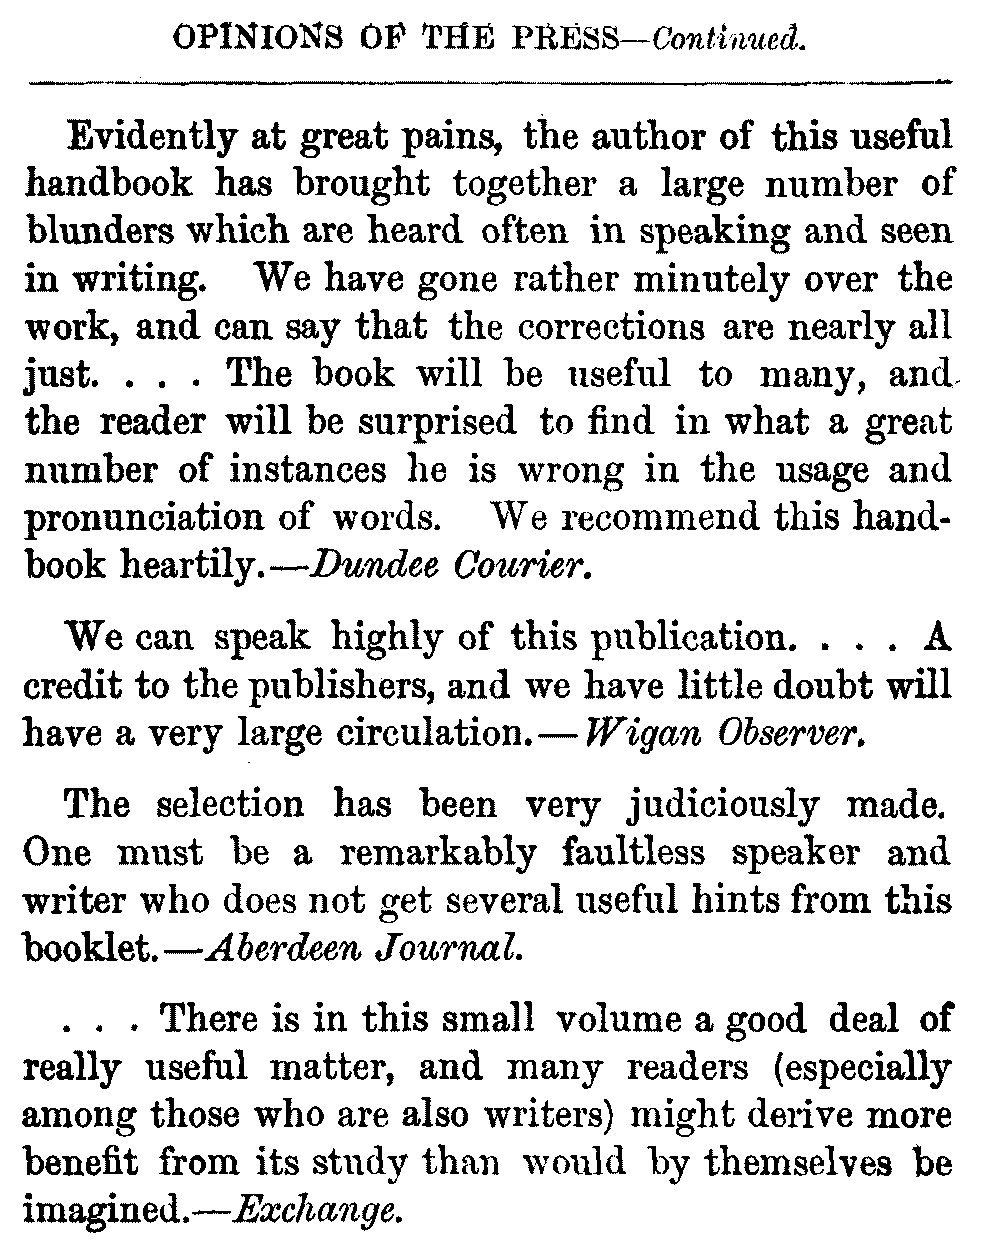 OPINIONS OF THE PRESS—Continued.
Evidently at great pains, the author of this useful
handbook has brought together a large number of
blunders which are heard often in speaking and seen
in writing. We have gone rather minutely over the
work, and can say that the corrections are nearly all
just. . . . The book will be useful to many, and
the reader will be surprised to find in what a great
number of instances he is wrong in the usage and
pronunciation of words. We recommend this hand-
book heartily.—Dundee Courier.
We can speak highly of this publication. . . . A
credit to the publishers, and we have little doubt will
have a very large circulation.—Wigan Observer.
The selection has been very judiciously made.
One must be a remarkably faultless speaker and
writer who does not get several useful hints from this
booklet.—Aberdeen Journal.
. . . There is in this small volume a good deal of
really useful matter, and many readers (especially
among those who are also writers) might derive more
benefit from its study than would by themselves be
imagined.—Exchange.